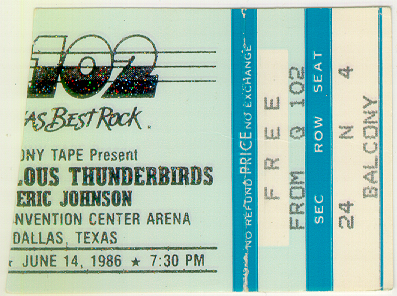 102
AS BEST ROCK.
ONY TAPE Present
LOUS THUNDERBIRDS
ERIC JOHNSON
NVENTION CENTER ARENA
DALLAS, TEXAS
★ JUNE 14, 1986 ★ 7:30 PM
NO REFUND PRICE NO EXCHANGE
FREE
FROM Q 102
SEC ROW SEAT
24 N 4
BALCONY